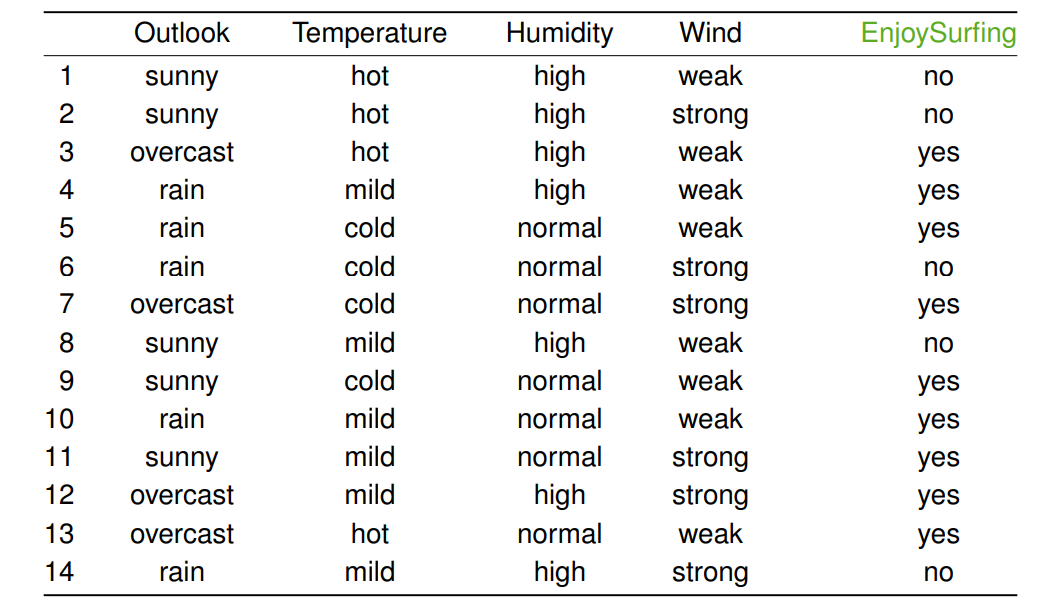 Outlook Temperature Humidity Wind EnjoySurfing
1 sunny hot high weak no
2 sunny hot high strong no
3 overcast hot high weak yes
4 rain mild high weak yes
5 rain cold normal weak yes
6 rain cold normal strong no
7 overcast cold normal strong yes
8 sunny mild high weak no
9 sunny cold normal weak yes
10 rain mild normal weak yes
11 sunny mild normal strong yes
12 overcast mild high strong yes
13 overcast hot normal weak yes
14 rain mild high strong no